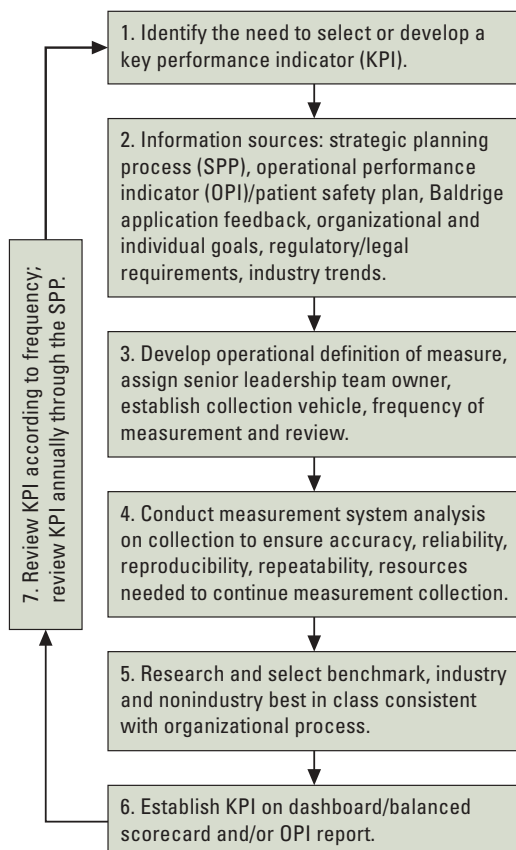 1. Identify the need to select or develop a
key performance indicator (KPI).
2. Information sources: strategic planning
process (SPP), operational performance
indicator (OPI)/patient safety plan, Baldrige
application feedback, organizational and
individual goals, regulatory/legal
requirements, industry trends.
3. Develop operational definition of measure,
assign senior leadership team owner,
establish collection vehicle, frequency of
measurement and review.
4. Conduct measurement system analysis
on collection to ensure accuracy, reliability,
reproducibility, repeatability, resources
needed to continue measurement collection.
5. Research and select benchmark, industry
and nonindustry best in class consistent
with organizational process.
6. Establish KPI on dashboard/balanced
scorecard and/or OPI report.
7. Review KPI according to frequency;
review KPI annually through the SPP.